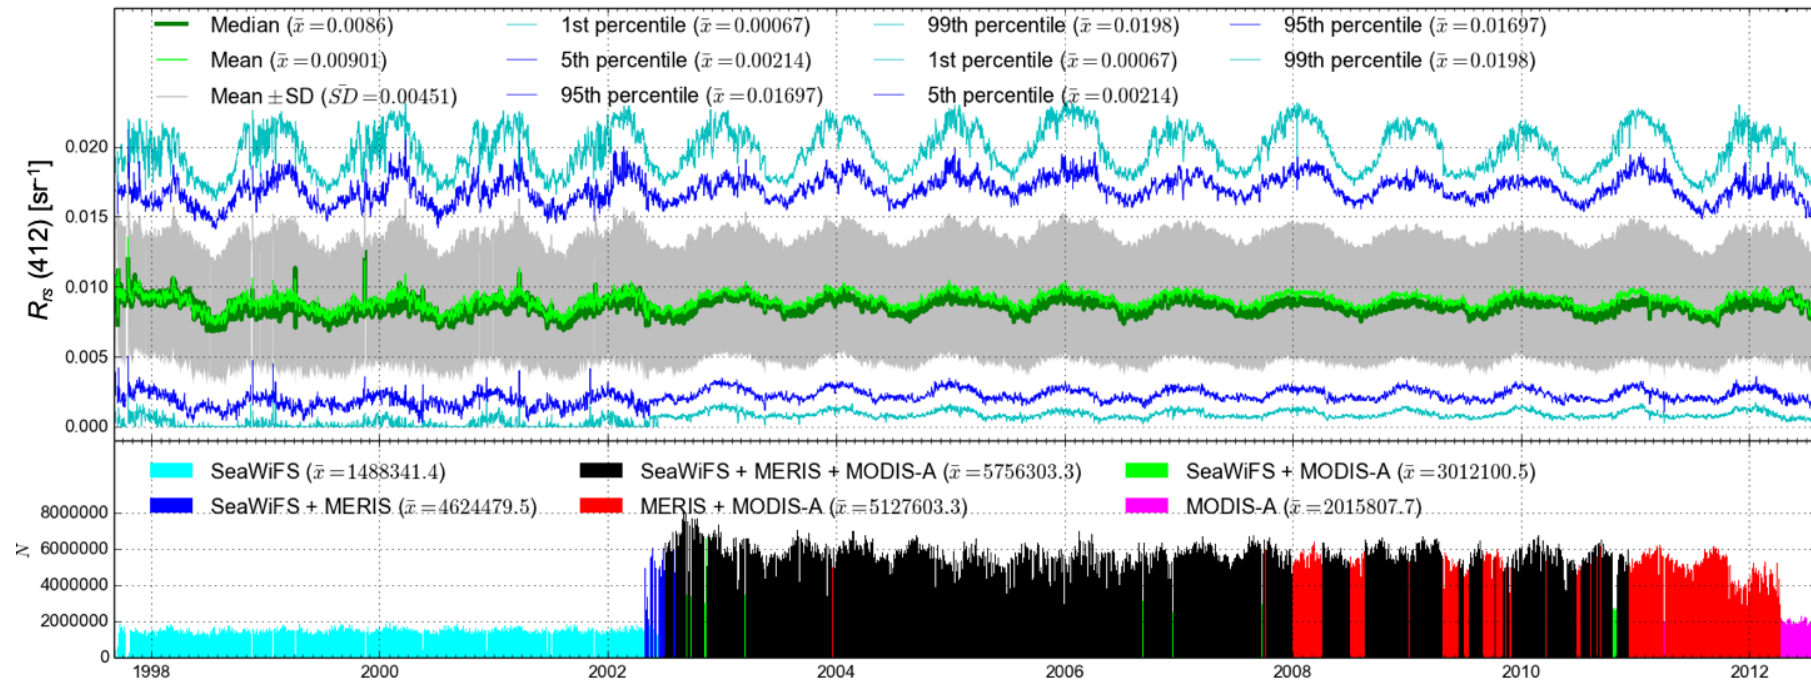 Median (x̄=0.0086) 1st percentile (x̄=0.00067) 99th percentile (x̄=0.0198) 95th percentile (x̄=0.01697)
Mean (x̄=0.00901) 5th percentile (x̄=0.00214) 1st percentile (x̄=0.00067) 99th percentile (x̄=0.0198)
Mean ±SD (SD̄=0.00451) 95th percentile (x̄=0.01697) 5th percentile (x̄=0.00214)
Rrs (412) [sr-1]
0.020
0.015
0.010
0.005
0.000
SeaWiFS (x̄=1488341.4) SeaWiFS + MERIS + MODIS-A (x̄=5756303.3) SeaWiFS + MODIS-A (x̄=3012100.5)
SeaWiFS + MERIS (x̄=4624479.5) MERIS + MODIS-A (x̄=5127603.3) MODIS-A (x̄=2015807.7)
N
8000000
6000000
4000000
2000000
0
1998 2000 2002 2004 2006 2008 2010 2012